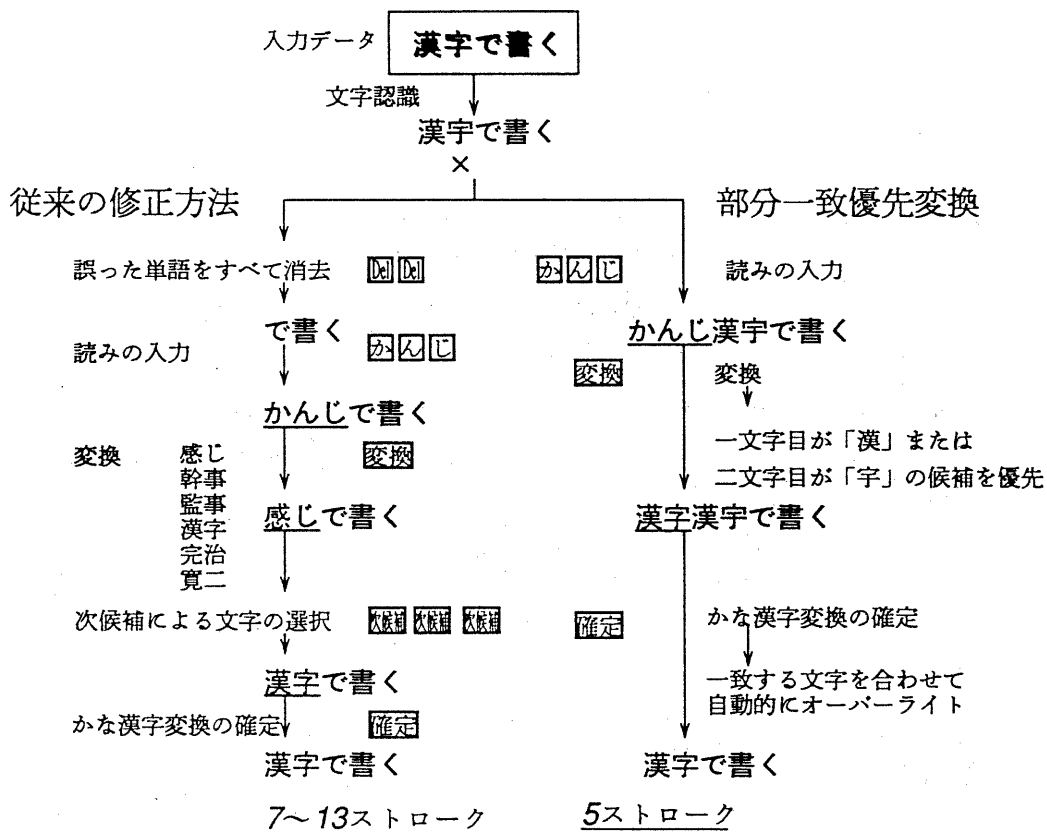 入力データ 漢字で書く
文字認識
漢宇で書く
×
従来の修正方法
誤った単語をすべて消去 Del Del
で書く
読みの入力 かんじ
かんじで書く
変換 変換
感じ
幹事
監事
漢字
完治
寛二
感じで書く
次候補による文字の選択 次候補 次候補 次候補
漢字で書く
かな漢字変換の確定 確定
漢字で書く
7〜13ストローク
部分一致優先変換
かんじ 読みの入力
かんじ漢宇で書く
変換 変換
一文字目が「漢」または
二文字目が「宇」の候補を優先
漢字漢宇で書く
確定 かな漢字変換の確定
一致する文字を合わせて
自動的にオーバーライト
漢字で書く
5ストローク